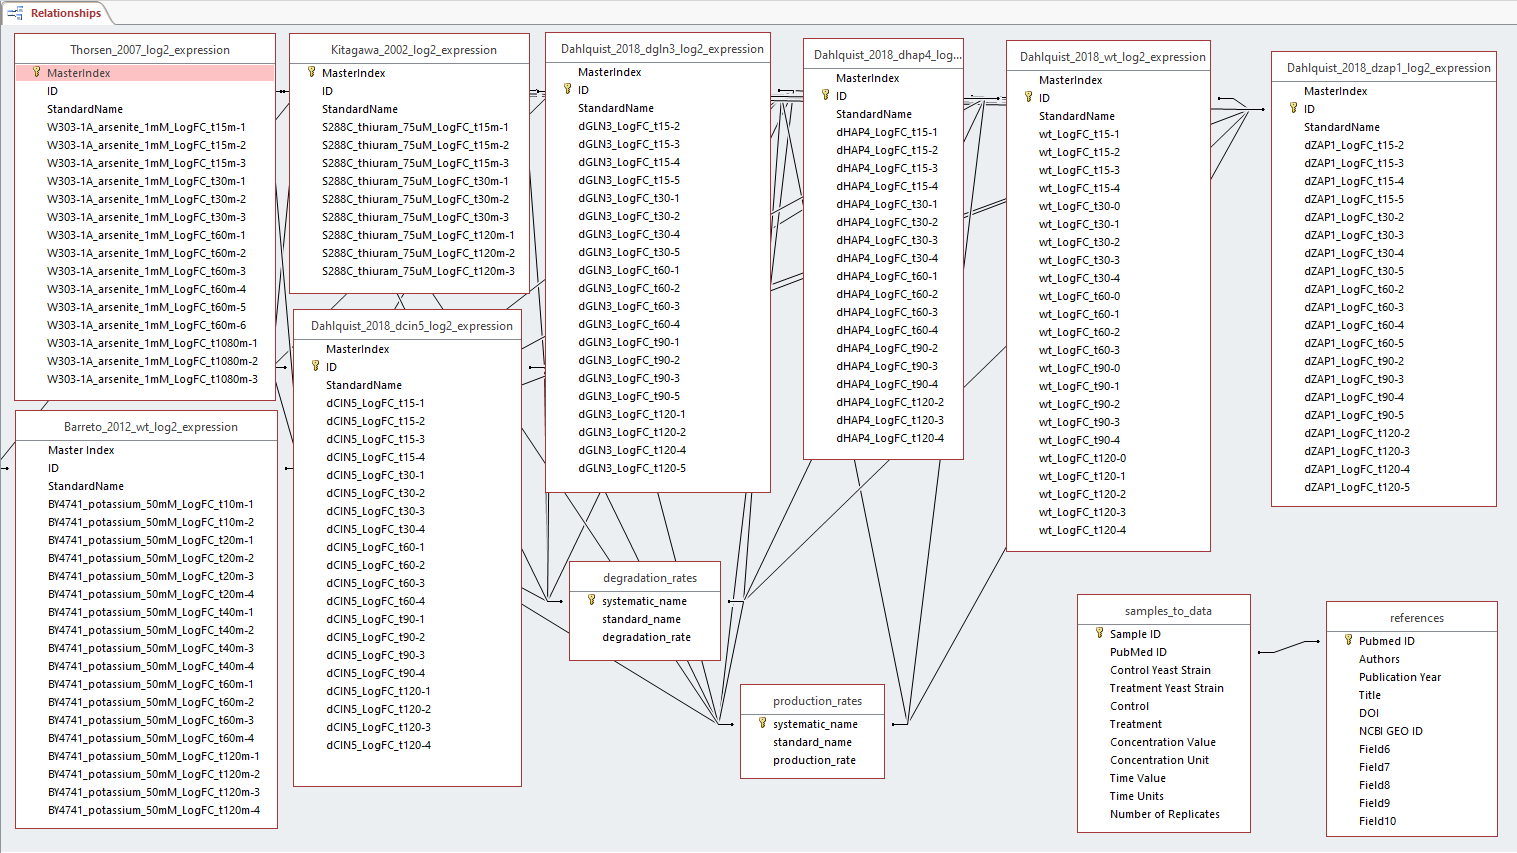 Relationships
Thorsen_2007_log2_expression
MasterIndex
ID
StandardName
W303-1A_arsenite_1mM_LogFC_t15m-1
W303-1A_arsenite_1mM_LogFC_t15m-2
W303-1A_arsenite_1mM_LogFC_t15m-3
W303-1A_arsenite_1mM_LogFC_t30m-1
W303-1A_arsenite_1mM_LogFC_t30m-2
W303-1A_arsenite_1mM_LogFC_t30m-3
W303-1A_arsenite_1mM_LogFC_t60m-1
W303-1A_arsenite_1mM_LogFC_t60m-2
W303-1A_arsenite_1mM_LogFC_t60m-3
W303-1A_arsenite_1mM_LogFC_t60m-4
W303-1A_arsenite_1mM_LogFC_t60m-5
W303-1A_arsenite_1mM_LogFC_t60m-6
W303-1A_arsenite_1mM_LogFC_t1080m-1
W303-1A_arsenite_1mM_LogFC_t1080m-2
W303-1A_arsenite_1mM_LogFC_t1080m-3
Kitagawa_2002_log2_expression
MasterIndex
ID
StandardName
S288C_thiuram_75uM_LogFC_t15m-1
S288C_thiuram_75uM_LogFC_t15m-2
S288C_thiuram_75uM_LogFC_t15m-3
S288C_thiuram_75uM_LogFC_t30m-1
S288C_thiuram_75uM_LogFC_t30m-2
S288C_thiuram_75uM_LogFC_t30m-3
S288C_thiuram_75uM_LogFC_t120m-1
S288C_thiuram_75uM_LogFC_t120m-2
S288C_thiuram_75uM_LogFC_t120m-3
Dahlquist_2018_dgln3_log2_expression
MasterIndex
ID
StandardName
dGLN3_LogFC_t15-2
dGLN3_LogFC_t15-3
dGLN3_LogFC_t15-4
dGLN3_LogFC_t15-5
dGLN3_LogFC_t30-1
dGLN3_LogFC_t30-2
dGLN3_LogFC_t30-4
dGLN3_LogFC_t30-5
dGLN3_LogFC_t60-1
dGLN3_LogFC_t60-2
dGLN3_LogFC_t60-3
dGLN3_LogFC_t60-4
dGLN3_LogFC_t90-1
dGLN3_LogFC_t90-2
dGLN3_LogFC_t90-3
dGLN3_LogFC_t90-5
dGLN3_LogFC_t120-1
dGLN3_LogFC_t120-2
dGLN3_LogFC_t120-4
dGLN3_LogFC_t120-5
Dahlquist_2018_dhap4_log...
MasterIndex
ID
StandardName
dHAP4_LogFC_t15-1
dHAP4_LogFC_t15-2
dHAP4_LogFC_t15-3
dHAP4_LogFC_t15-4
dHAP4_LogFC_t30-1
dHAP4_LogFC_t30-2
dHAP4_LogFC_t30-3
dHAP4_LogFC_t30-4
dHAP4_LogFC_t60-1
dHAP4_LogFC_t60-2
dHAP4_LogFC_t60-3
dHAP4_LogFC_t60-4
dHAP4_LogFC_t90-2
dHAP4_LogFC_t90-3
dHAP4_LogFC_t90-4
dHAP4_LogFC_t120-2
dHAP4_LogFC_t120-3
dHAP4_LogFC_t120-4
Dahlquist_2018_wt_log2_expression
MasterIndex
ID
StandardName
wt_LogFC_t15-1
wt_LogFC_t15-2
wt_LogFC_t15-3
wt_LogFC_t15-4
wt_LogFC_t30-0
wt_LogFC_t30-1
wt_LogFC_t30-2
wt_LogFC_t30-3
wt_LogFC_t30-4
wt_LogFC_t60-0
wt_LogFC_t60-1
wt_LogFC_t60-2
wt_LogFC_t60-3
wt_LogFC_t90-0
wt_LogFC_t90-1
wt_LogFC_t90-2
wt_LogFC_t90-3
wt_LogFC_t90-4
wt_LogFC_t120-0
wt_LogFC_t120-1
wt_LogFC_t120-2
wt_LogFC_t120-3
wt_LogFC_t120-4
Dahlquist_2018_dzap1_log2_expression
MasterIndex
ID
StandardName
dZAP1_LogFC_t15-2
dZAP1_LogFC_t15-3
dZAP1_LogFC_t15-4
dZAP1_LogFC_t15-5
dZAP1_LogFC_t30-2
dZAP1_LogFC_t30-3
dZAP1_LogFC_t30-4
dZAP1_LogFC_t30-5
dZAP1_LogFC_t60-2
dZAP1_LogFC_t60-3
dZAP1_LogFC_t60-4
dZAP1_LogFC_t60-5
dZAP1_LogFC_t90-2
dZAP1_LogFC_t90-3
dZAP1_LogFC_t90-4
dZAP1_LogFC_t90-5
dZAP1_LogFC_t120-2
dZAP1_LogFC_t120-3
dZAP1_LogFC_t120-4
dZAP1_LogFC_t120-5
Barreto_2012_wt_log2_expression
Master Index
ID
StandardName
BY4741_potassium_50mM_LogFC_t10m-1
BY4741_potassium_50mM_LogFC_t10m-2
BY4741_potassium_50mM_LogFC_t20m-1
BY4741_potassium_50mM_LogFC_t20m-2
BY4741_potassium_50mM_LogFC_t20m-3
BY4741_potassium_50mM_LogFC_t20m-4
BY4741_potassium_50mM_LogFC_t40m-1
BY4741_potassium_50mM_LogFC_t40m-2
BY4741_potassium_50mM_LogFC_t40m-3
BY4741_potassium_50mM_LogFC_t40m-4
BY4741_potassium_50mM_LogFC_t60m-1
BY4741_potassium_50mM_LogFC_t60m-2
BY4741_potassium_50mM_LogFC_t60m-3
BY4741_potassium_50mM_LogFC_t60m-4
BY4741_potassium_50mM_LogFC_t120m-1
BY4741_potassium_50mM_LogFC_t120m-2
BY4741_potassium_50mM_LogFC_t120m-3
BY4741_potassium_50mM_LogFC_t120m-4
Dahlquist_2018_dcin5_log2_expression
MasterIndex
ID
StandardName
dCIN5_LogFC_t15-1
dCIN5_LogFC_t15-2
dCIN5_LogFC_t15-3
dCIN5_LogFC_t15-4
dCIN5_LogFC_t30-1
dCIN5_LogFC_t30-2
dCIN5_LogFC_t30-3
dCIN5_LogFC_t30-4
dCIN5_LogFC_t60-1
dCIN5_LogFC_t60-2
dCIN5_LogFC_t60-3
dCIN5_LogFC_t60-4
dCIN5_LogFC_t90-1
dCIN5_LogFC_t90-2
dCIN5_LogFC_t90-3
dCIN5_LogFC_t90-4
dCIN5_LogFC_t120-1
dCIN5_LogFC_t120-2
dCIN5_LogFC_t120-3
dCIN5_LogFC_t120-4
degradation_rates
systematic_name
standard_name
degradation_rate
production_rates
systematic_name
standard_name
production_rate
samples_to_data
Sample ID
PubMed ID
Control Yeast Strain
Treatment Yeast Strain
Control
Treatment
Concentration Value
Concentration Unit
Time Value
Time Units
Number of Replicates
references
Pubmed ID
Authors
Publication Year
Title
DOI
NCBI GEO ID
Field6
Field7
Field8
Field9
Field10